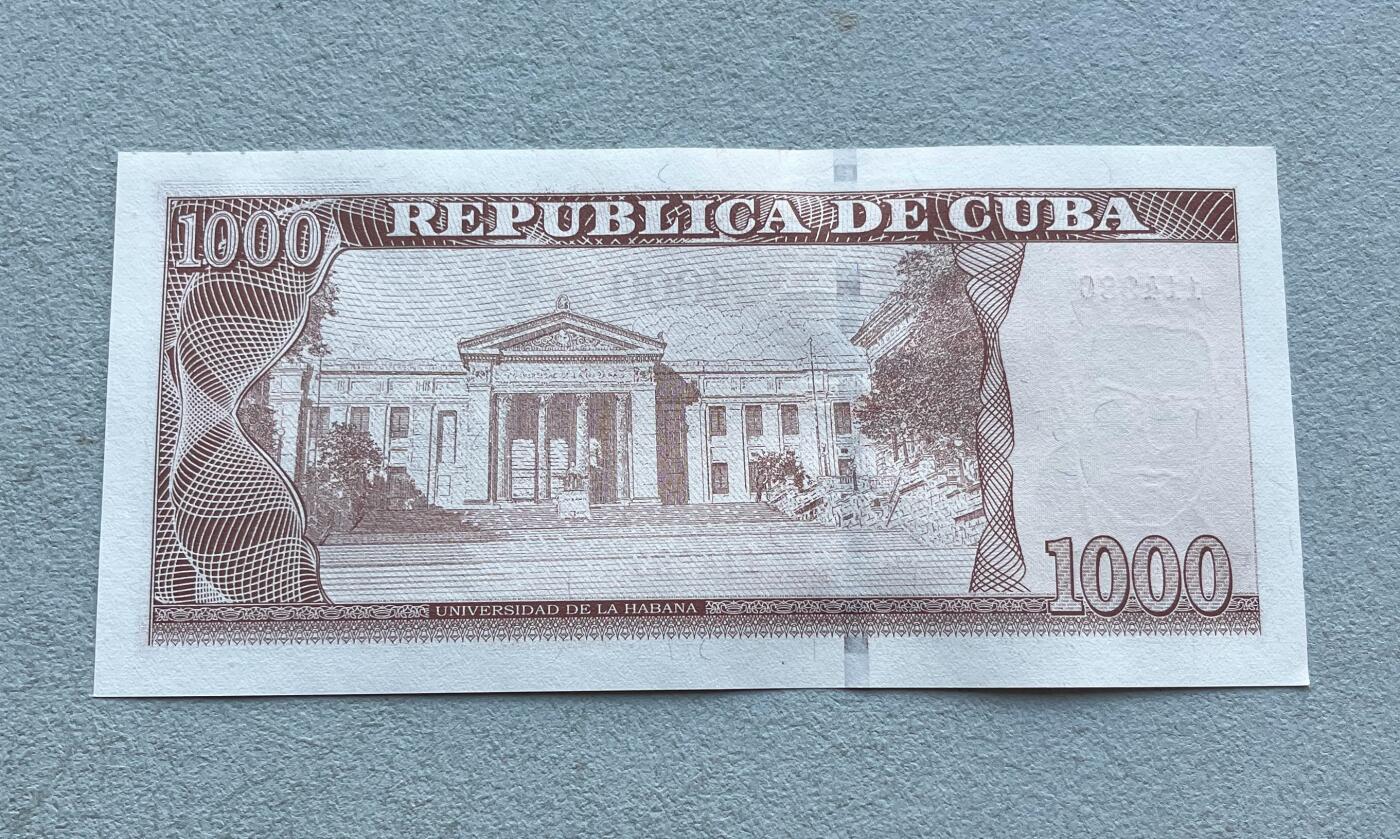 1000 REPUBLICA DE CUBA
1000
UNIVERSIDAD DE LA HABANA